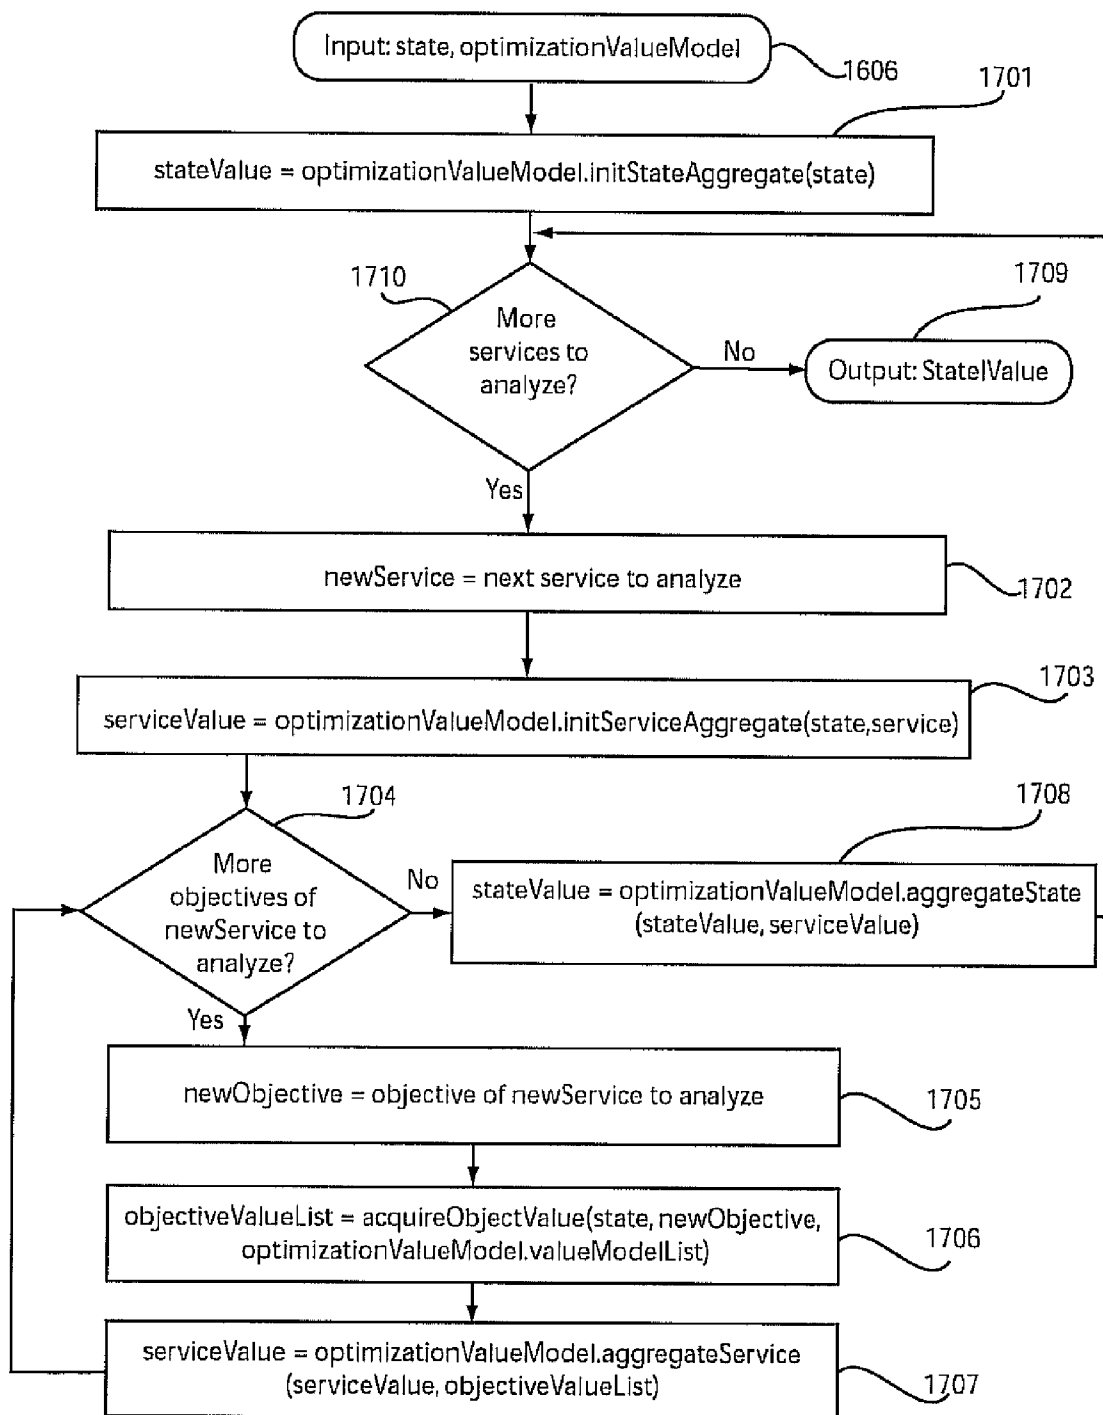 Input: state, optimizationValueModel
1606
1701
stateValue = optimizationValueModel.initStateAggregate(state)
1710
1709
More
services to
analyze?
No
Output: StatelValue
Yes
newService = next service to analyze
1702
1703
serviceValue = optimizationValueModel.initServiceAggregate(state,service)
1704
1708
More
objectives of
newService to
analyze?
No
stateValue = optimizationValueModel.aggregateState
(stateValue, serviceValue)
Yes
newObjective = objective of newService to analyze
1705
objectiveValueList = acquireObjectValue(state, newObjective,
optimizationValueModel.valueModelList)
1706
serviceValue = optimizationValueModel.aggregateService
(serviceValue, objectiveValueList)
1707